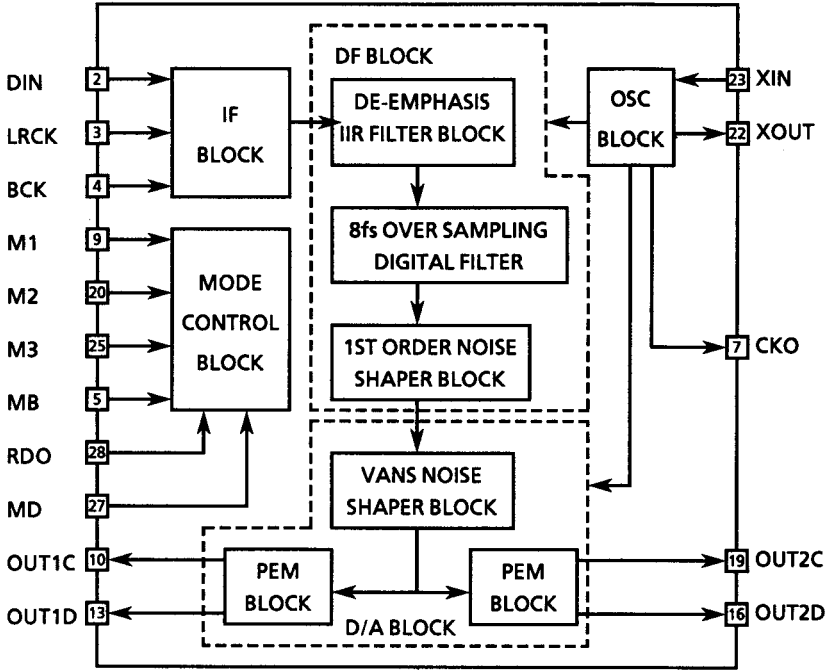 DIN
2
LRCK
3
BCK
4
M1
9
M2
20
M3
25
MB
5
RDO
28
MD
27
OUT1C
10
OUT1D
13
IF
BLOCK
MODE
CONTROL
BLOCK
DF BLOCK
DE-EMPHASIS
IIR FILTER BLOCK
8fs OVER SAMPLING
DIGITAL FILTER
1ST ORDER NOISE
SHAPER BLOCK
VANS NOISE
SHAPER BLOCK
PEM
BLOCK
D/A BLOCK
PEM
BLOCK
OSC
BLOCK
23
XIN
22
XOUT
7
CKO
19
OUT2C
16
OUT2D